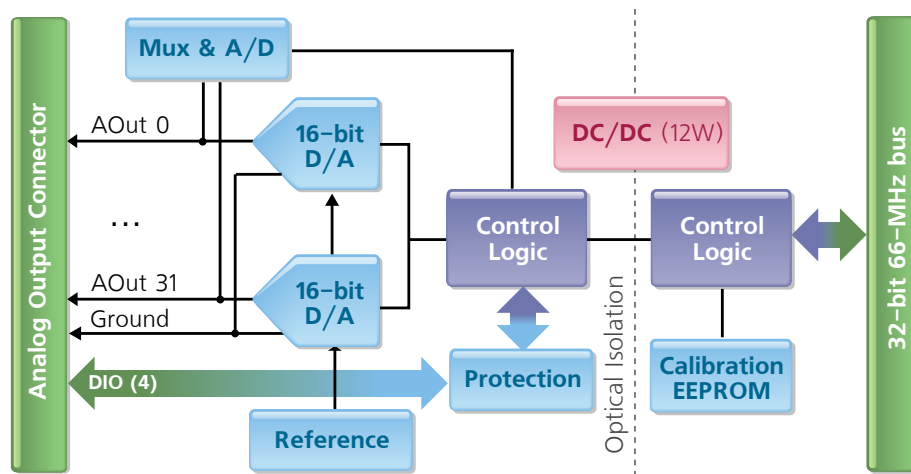 Analog Output Connector
Mux & A/D
AOut 0
16-bit
D/A
...
AOut 31
Ground
16-bit
D/A
DIO (4)
Reference
Control
Logic
Protection
DC/DC (12W)
Optical Isolation
Control
Logic
Calibration
EEPROM
32-bit 66-MHz bus